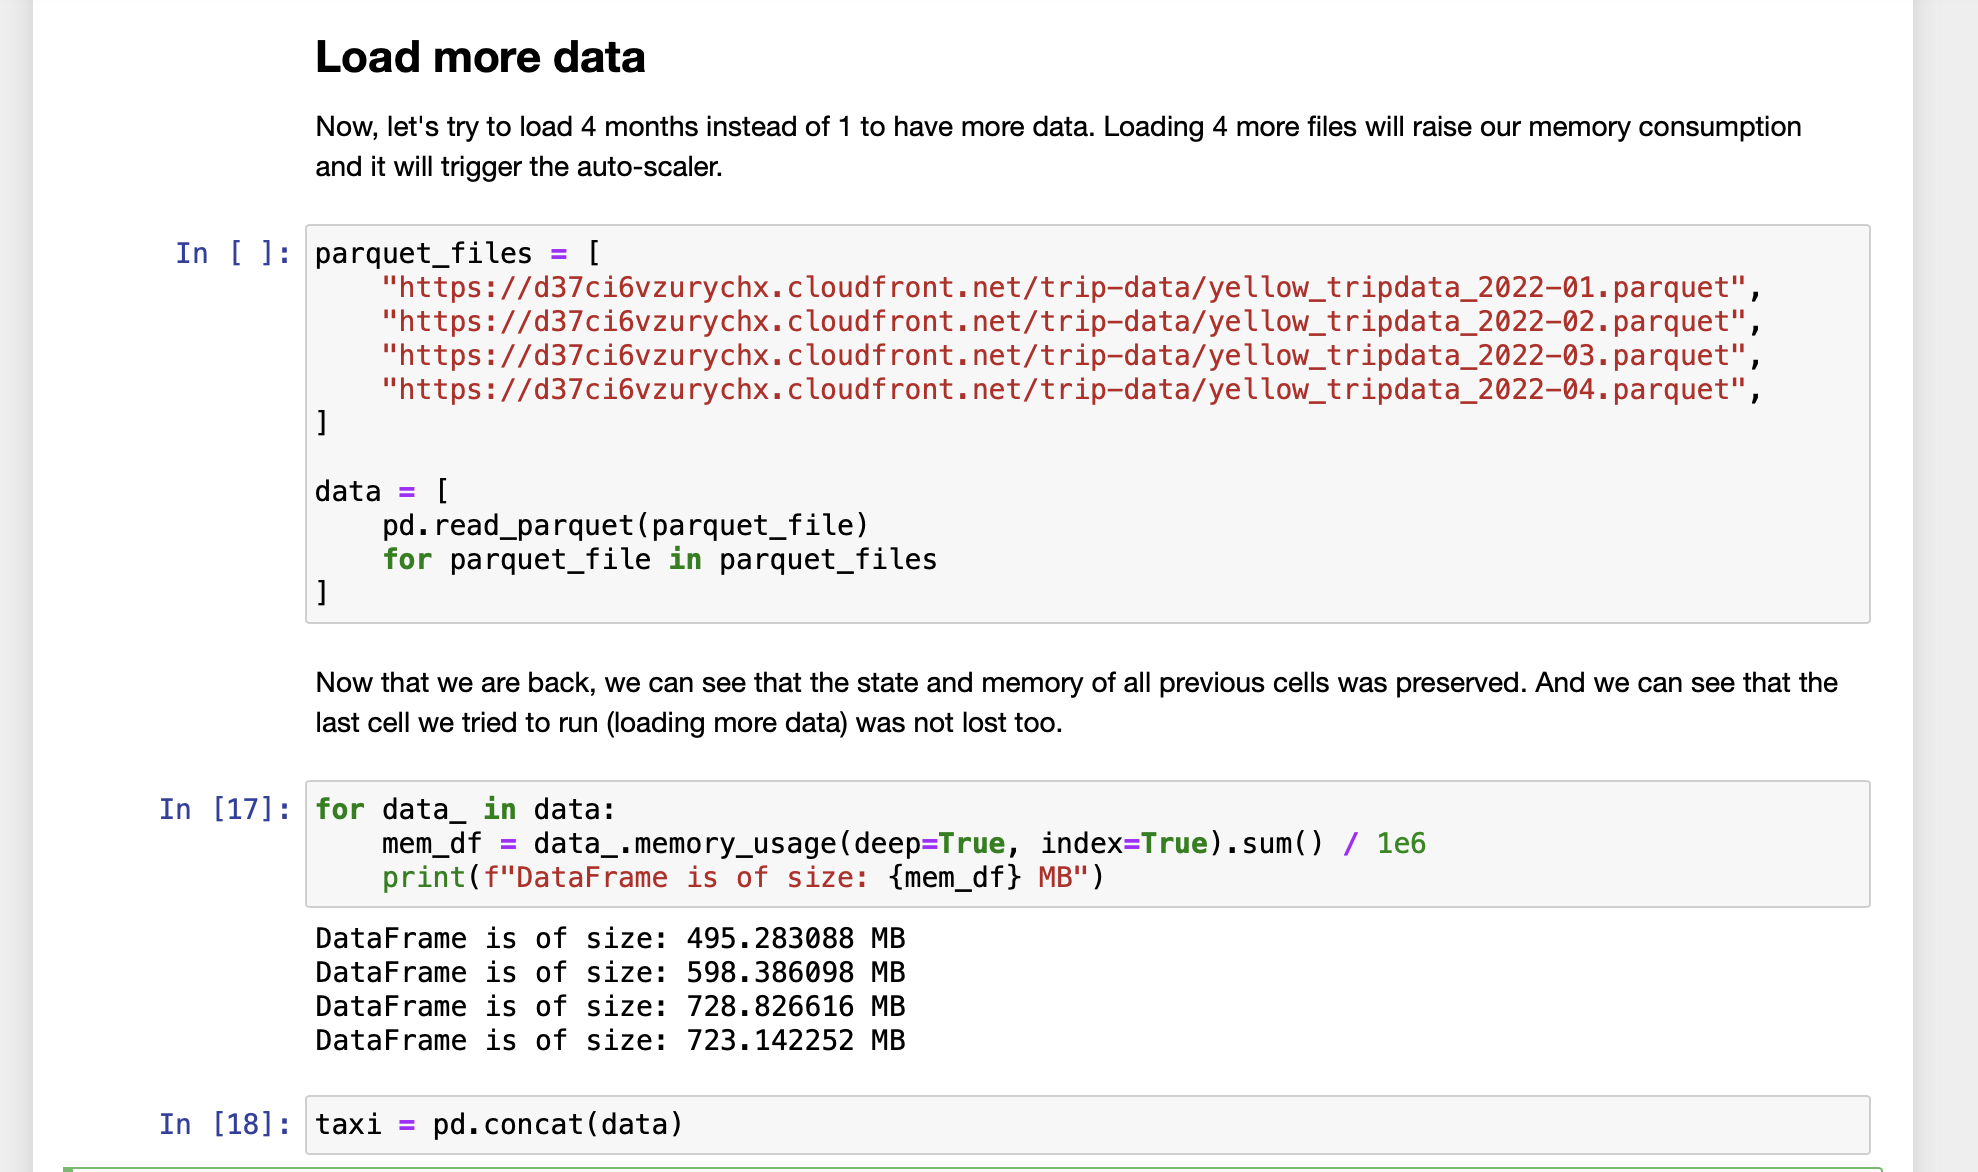 Load more data
Now, let's try to load 4 months instead of 1 to have more data. Loading 4 more files will raise our memory consumption
and it will trigger the auto-scaler.
In [ ]: parquet_files = [
    "https://d37ci6vzurychx.cloudfront.net/trip-data/yellow_tripdata_2022-01.parquet",
    "https://d37ci6vzurychx.cloudfront.net/trip-data/yellow_tripdata_2022-02.parquet",
    "https://d37ci6vzurychx.cloudfront.net/trip-data/yellow_tripdata_2022-03.parquet",
    "https://d37ci6vzurychx.cloudfront.net/trip-data/yellow_tripdata_2022-04.parquet",
]
data = [
    pd.read_parquet(parquet_file)
    for parquet_file in parquet_files
]
Now that we are back, we can see that the state and memory of all previous cells was preserved. And we can see that the
last cell we tried to run (loading more data) was not lost too.
In [17]: for data_ in data:
    mem_df = data_.memory_usage(deep=True, index=True).sum() / 1e6
    print(f"DataFrame is of size: {mem_df} MB")
DataFrame is of size: 495.283088 MB
DataFrame is of size: 598.386098 MB
DataFrame is of size: 728.826616 MB
DataFrame is of size: 723.142252 MB
In [18]: taxi = pd.concat(data)